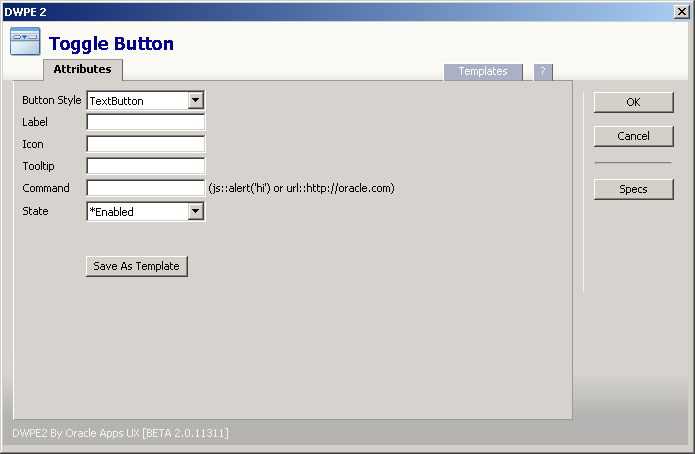 DWPE 2
Toggle Button
Attributes
Templates
?
Button Style TextButton
Label
Icon
Tooltip
Command (js::alert('hi') or url::http://oracle.com)
State *Enabled
Save As Template
OK
Cancel
Specs
DWPE2 By Oracle Apps UX [BETA 2.0.11311]